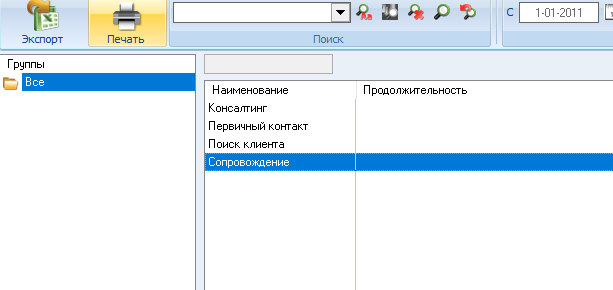 Экспорт
Печать
Поиск
С 1-01-2011
Группы
Все
Наименование Продолжительность
Консалтинг
Первичный контакт
Поиск клиента
Сопровождение